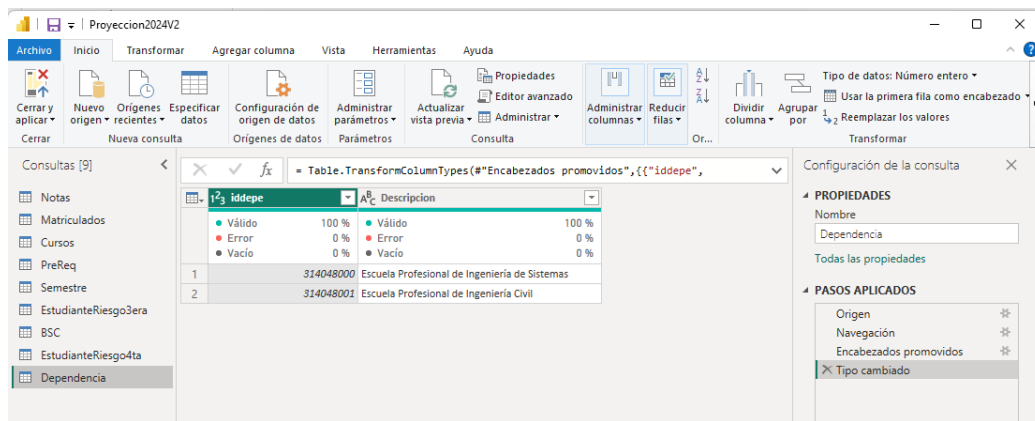 Proyeccion2024V2
Archivo Inicio Transformar Agregar columna Vista Herramientas Ayuda
Cerrar y aplicar
Nuevo origen
Orígenes recientes
Especificar datos
Configuración de origen de datos
Administrar parámetros
Actualizar vista previa
Propiedades
Editor avanzado
Administrar
Administrar columnas
Reducir filas
Dividir columna
Agrupar por
Tipo de datos: Número entero
Usar la primera fila como encabezado
Reemplazar los valores
Cerrar Nueva consulta Orígenes de datos Parámetros Consulta Or... Transformar
Consultas [9]
Notas
Matriculados
Cursos
PreReq
Semestre
EstudianteRiesgo3era
BSC
EstudianteRiesgo4ta
Dependencia
fx = Table.TransformColumnTypes(#"Encabezados promovidos",{{"iddepe",
123 iddepe ABC Descripcion
Válido 100 % Válido 100 %
Error 0 % Error 0 %
Vacío 0 % Vacío 0 %
1 314048000 Escuela Profesional de Ingeniería de Sistemas
2 314048001 Escuela Profesional de Ingeniería Civil
Configuración de la consulta
PROPIEDADES
Nombre
Dependencia
Todas las propiedades
PASOS APLICADOS
Origen
Navegación
Encabezados promovidos
Tipo cambiado